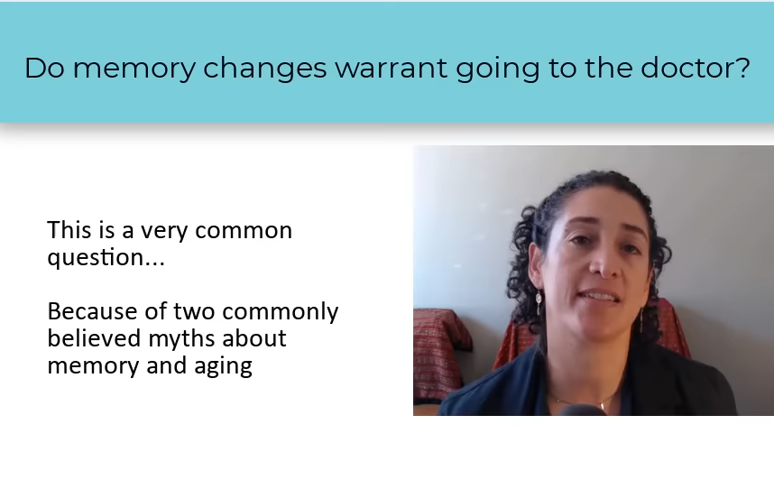 Do memory changes warrant going to the doctor?
This is a very common
question...
Because of two commonly
believed myths about
memory and aging